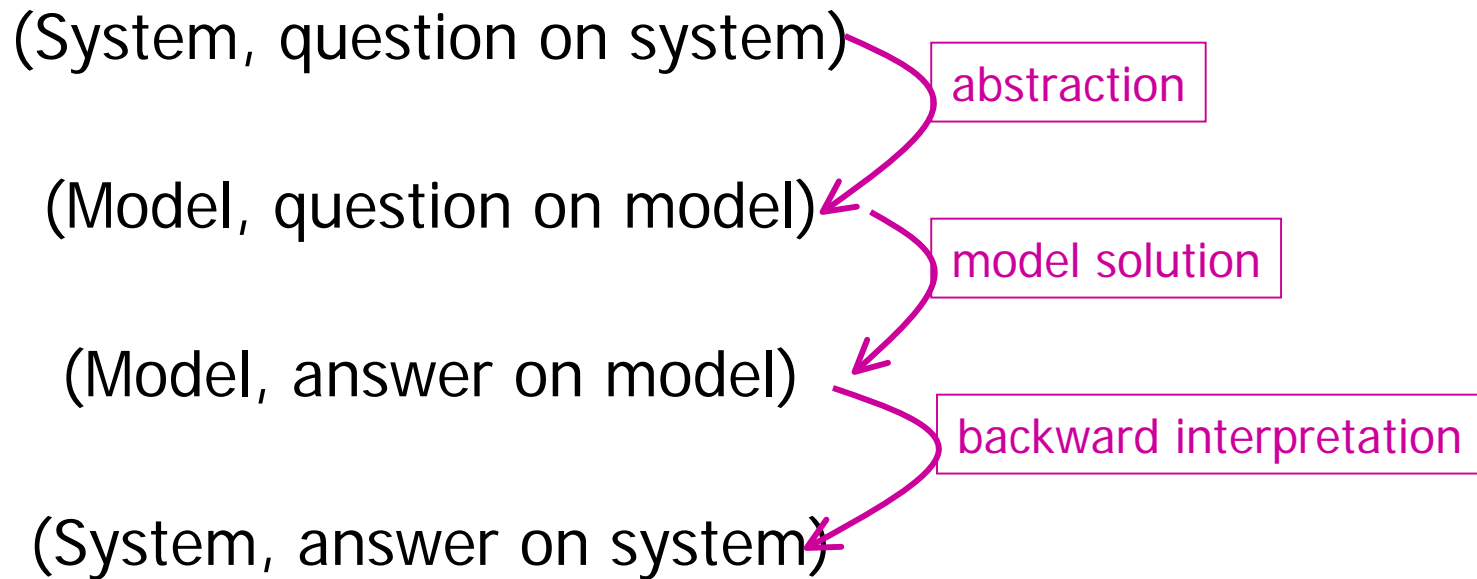 (System, question on system)
abstraction
(Model, question on model)
model solution
(Model, answer on model)
backward interpretation
(System, answer on system)